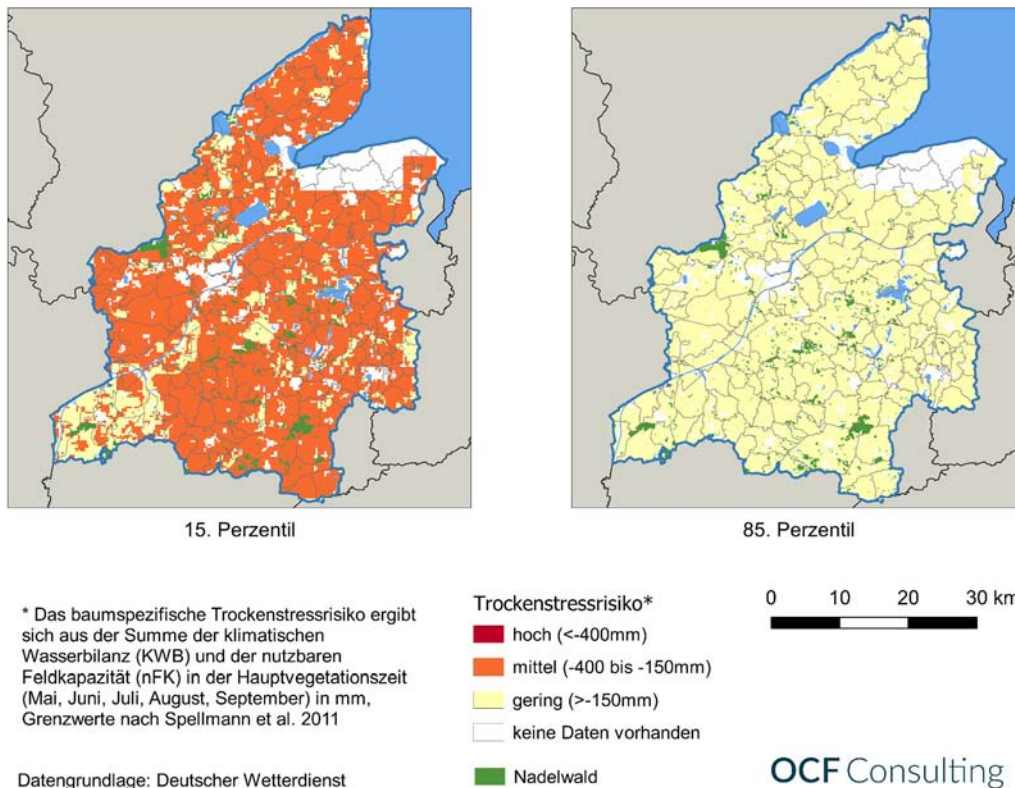 15. Perzentil
85. Perzentil
* Das baumspezifische Trockenstressrisiko ergibt
sich aus der Summe der klimatischen
Wasserbilanz (KWB) und der nutzbaren
Feldkapazität (nFK) in der Hauptvegetationszeit
(Mai, Juni, Juli, August, September) in mm,
Grenzwerte nach Spellmann et al. 2011
Datengrundlage: Deutscher Wetterdienst
Trockenstressrisiko*
hoch (<-400mm)
mittel (-400 bis -150mm)
gering (>-150mm)
keine Daten vorhanden
Nadelwald
0 10 20 30 km
OCF Consulting